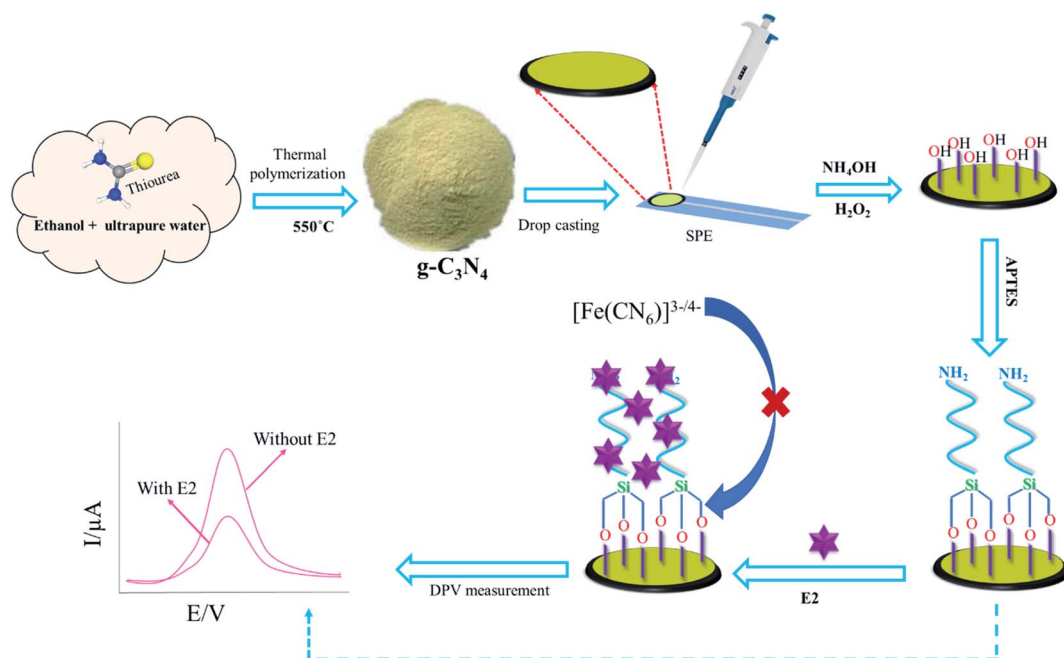 Thiourea
Ethanol + ultrapure water
Thermal
polymerization
550°C
g-C₃N₄
Drop casting
SPE
NH₄OH
H₂O₂
OH OH OH
OH OH OH
APTES
NH₂ NH₂
Si Si
O O O O O O
E2
[Fe(CN₆)]³⁻/⁴⁻
Si Si
O O O O O O
DPV measurement
Without E2
With E2
I/µA
E/V